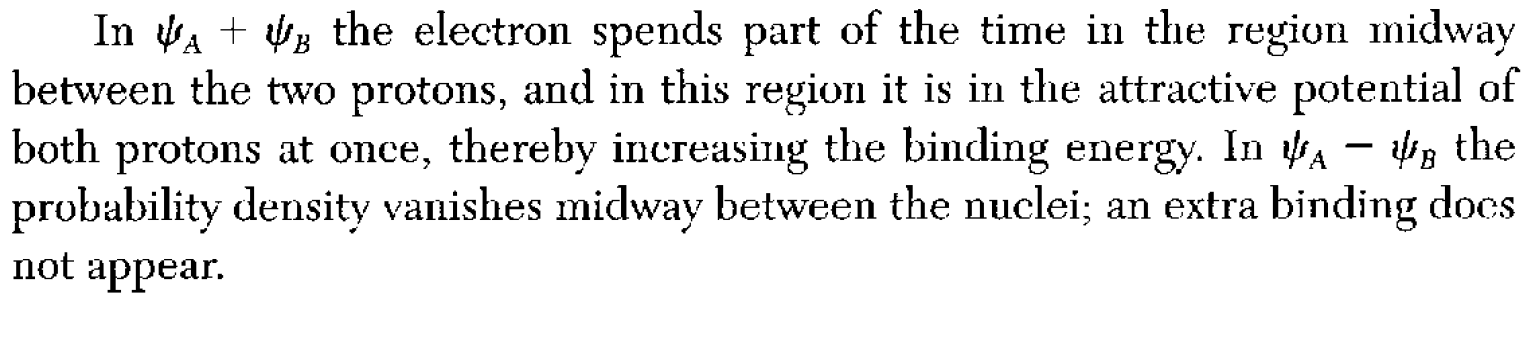 In ψA + ψB the electron spends part of the time in the region midway
between the two protons, and in this region it is in the attractive potential of
both protons at once, thereby increasing the binding energy. In ψA − ψB the
probability density vanishes midway between the nuclei; an extra binding does
not appear.